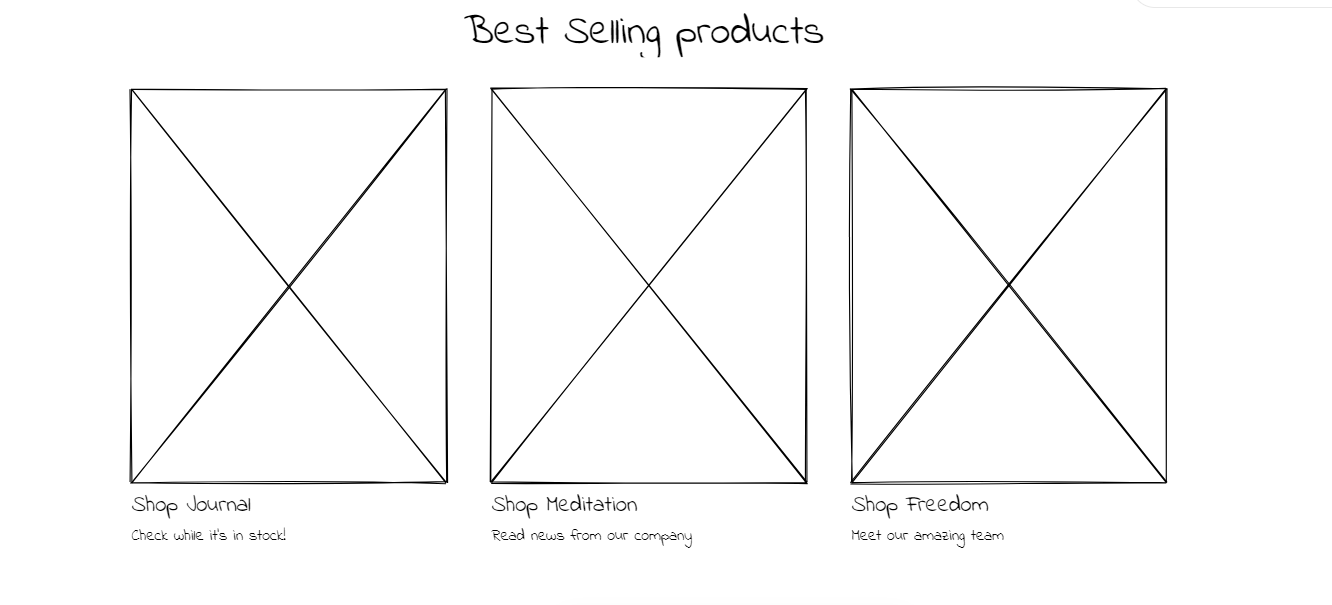 Best Selling products
Shop Journal
Check while it's in stock!
Shop Meditation
Read news from our company
Shop Freedom
Meet our amazing team